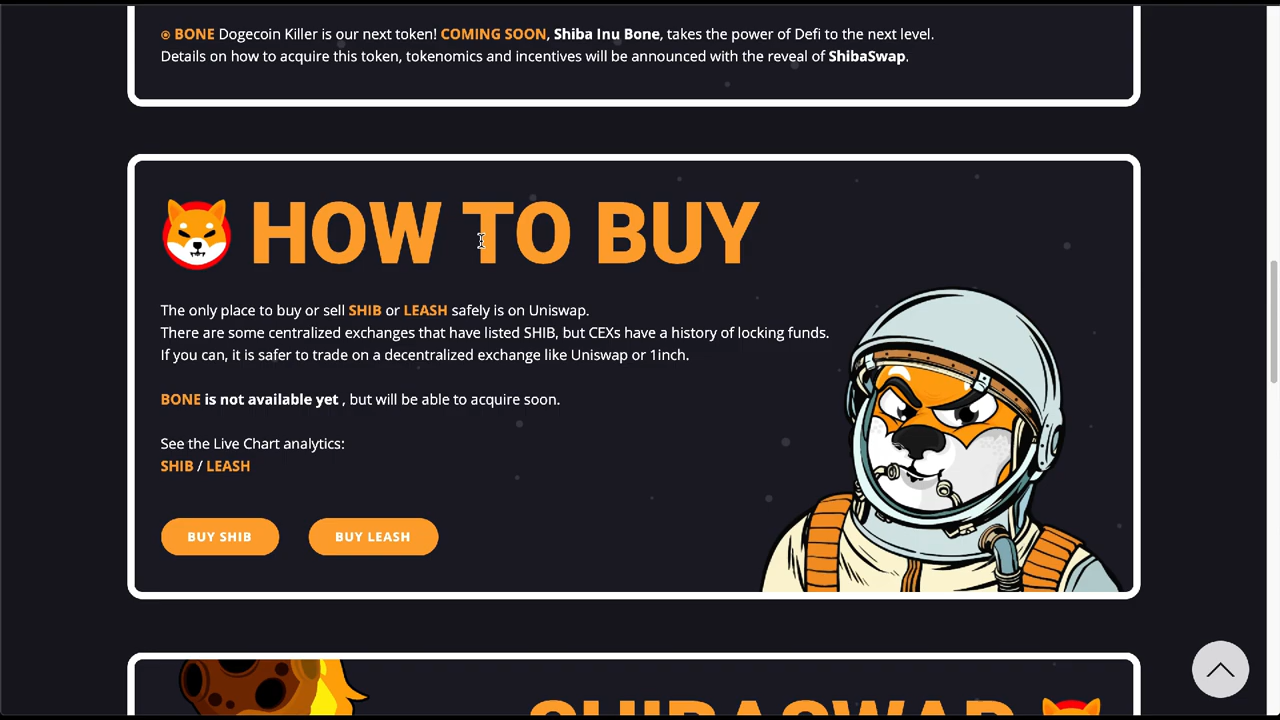 BONE Dogecoin Killer is our next token! COMING SOON, Shiba Inu Bone, takes the power of Defi to the next level.
Details on how to acquire this token, tokenomics and incentives will be announced with the reveal of ShibaSwap.
HOW TO BUY
The only place to buy or sell SHIB or LEASH safely is on Uniswap.
There are some centralized exchanges that have listed SHIB, but CEXs have a history of locking funds.
If you can, it is safer to trade on a decentralized exchange like Uniswap or 1inch.
BONE is not available yet , but will be able to acquire soon.
See the Live Chart analytics:
SHIB / LEASH
BUY SHIB BUY LEASH
SHIBASWAP